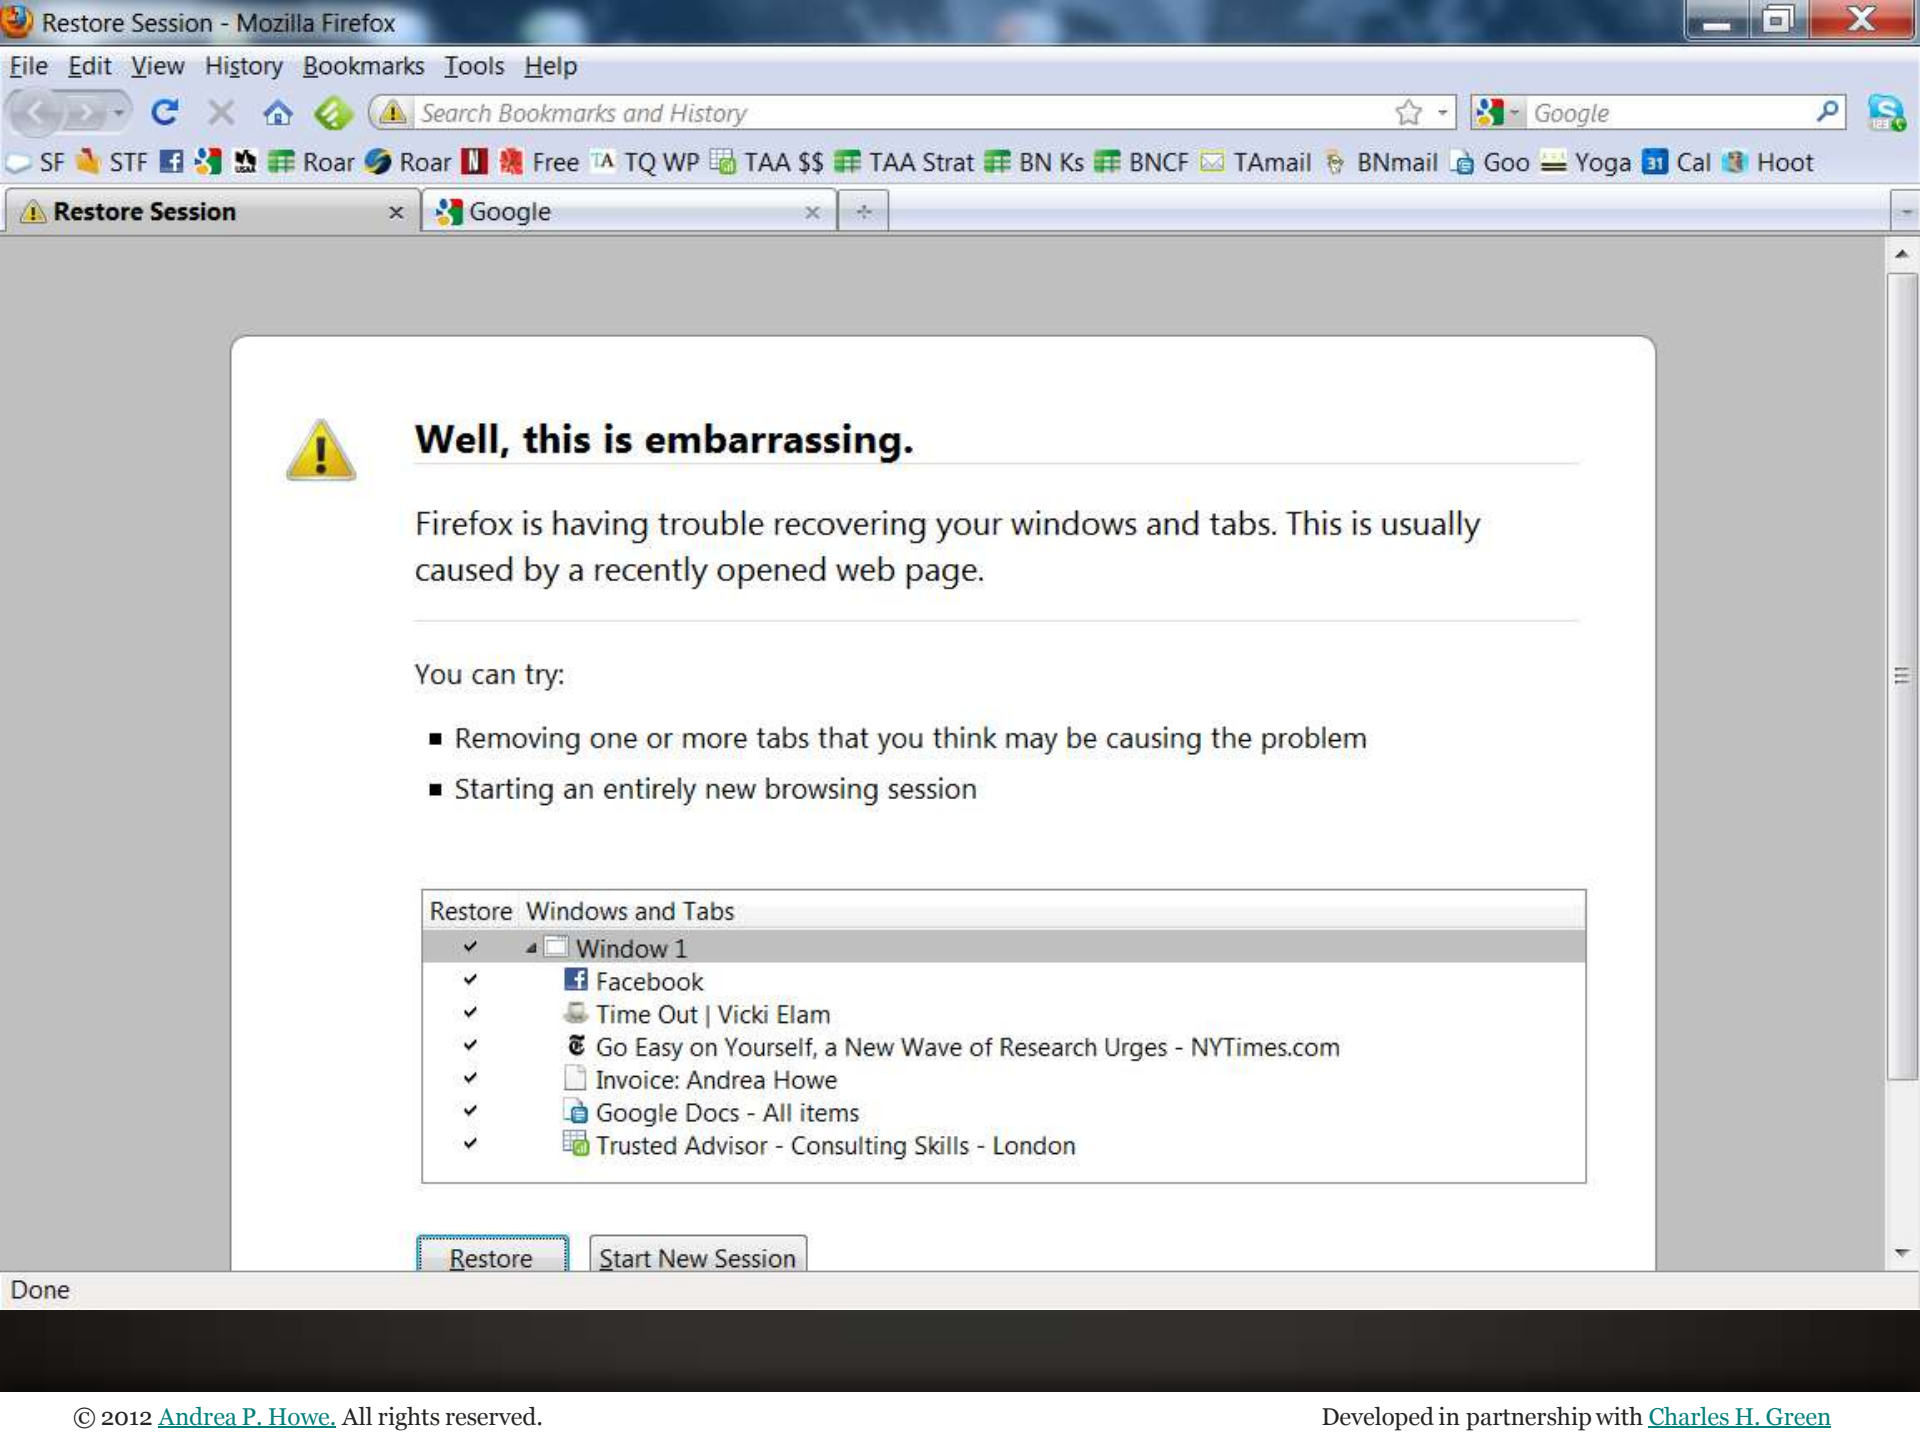 Restore Session - Mozilla Firefox
File Edit View History Bookmarks Tools Help
Search Bookmarks and History Google
SF STF Roar Roar Free TA TQ WP TAA $$ TAA Strat BN Ks BNCF TAmail BNmail Goo Yoga 31 Cal Hoot
Restore Session Google
Well, this is embarrassing.
Firefox is having trouble recovering your windows and tabs. This is usually
caused by a recently opened web page.
You can try:
Removing one or more tabs that you think may be causing the problem
Starting an entirely new browsing session
Restore Windows and Tabs
Window 1
Facebook
Time Out | Vicki Elam
Go Easy on Yourself, a New Wave of Research Urges - NYTimes.com
Invoice: Andrea Howe
Google Docs - All items
Trusted Advisor - Consulting Skills - London
Restore Start New Session
Done
© 2012 Andrea P. Howe. All rights reserved. Developed in partnership with Charles H. Green